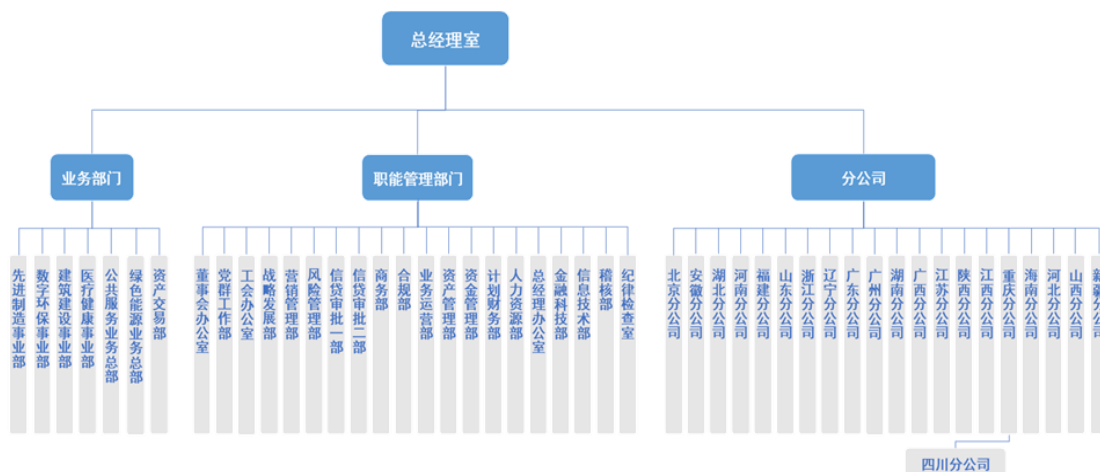 总经理室
业务部门
职能管理部门
分公司
先进制造事业部
数字环保事业部
建筑建设事业部
医疗健康事业部
公共服务业务总部
绿色能源业务总部
资产交易部
董事会办公室
党群工作部
工会办公室
战略发展部
营销管理部
风险管理部
信贷审批一部
信贷审批二部
商务部
合规部
业务运营部
资产管理部
资金管理部
计划财务部
人力资源部
总经理办公室
金融科技部
信息技术部
稽核部
纪律检查室
北京分公司
安徽分公司
湖北分公司
河南分公司
福建分公司
山东分公司
浙江分公司
辽宁分公司
广东分公司
广州分公司
湖南分公司
广西分公司
江苏分公司
陕西分公司
江西分公司
重庆分公司
海南分公司
河北分公司
山西分公司
新疆分公司
四川分公司